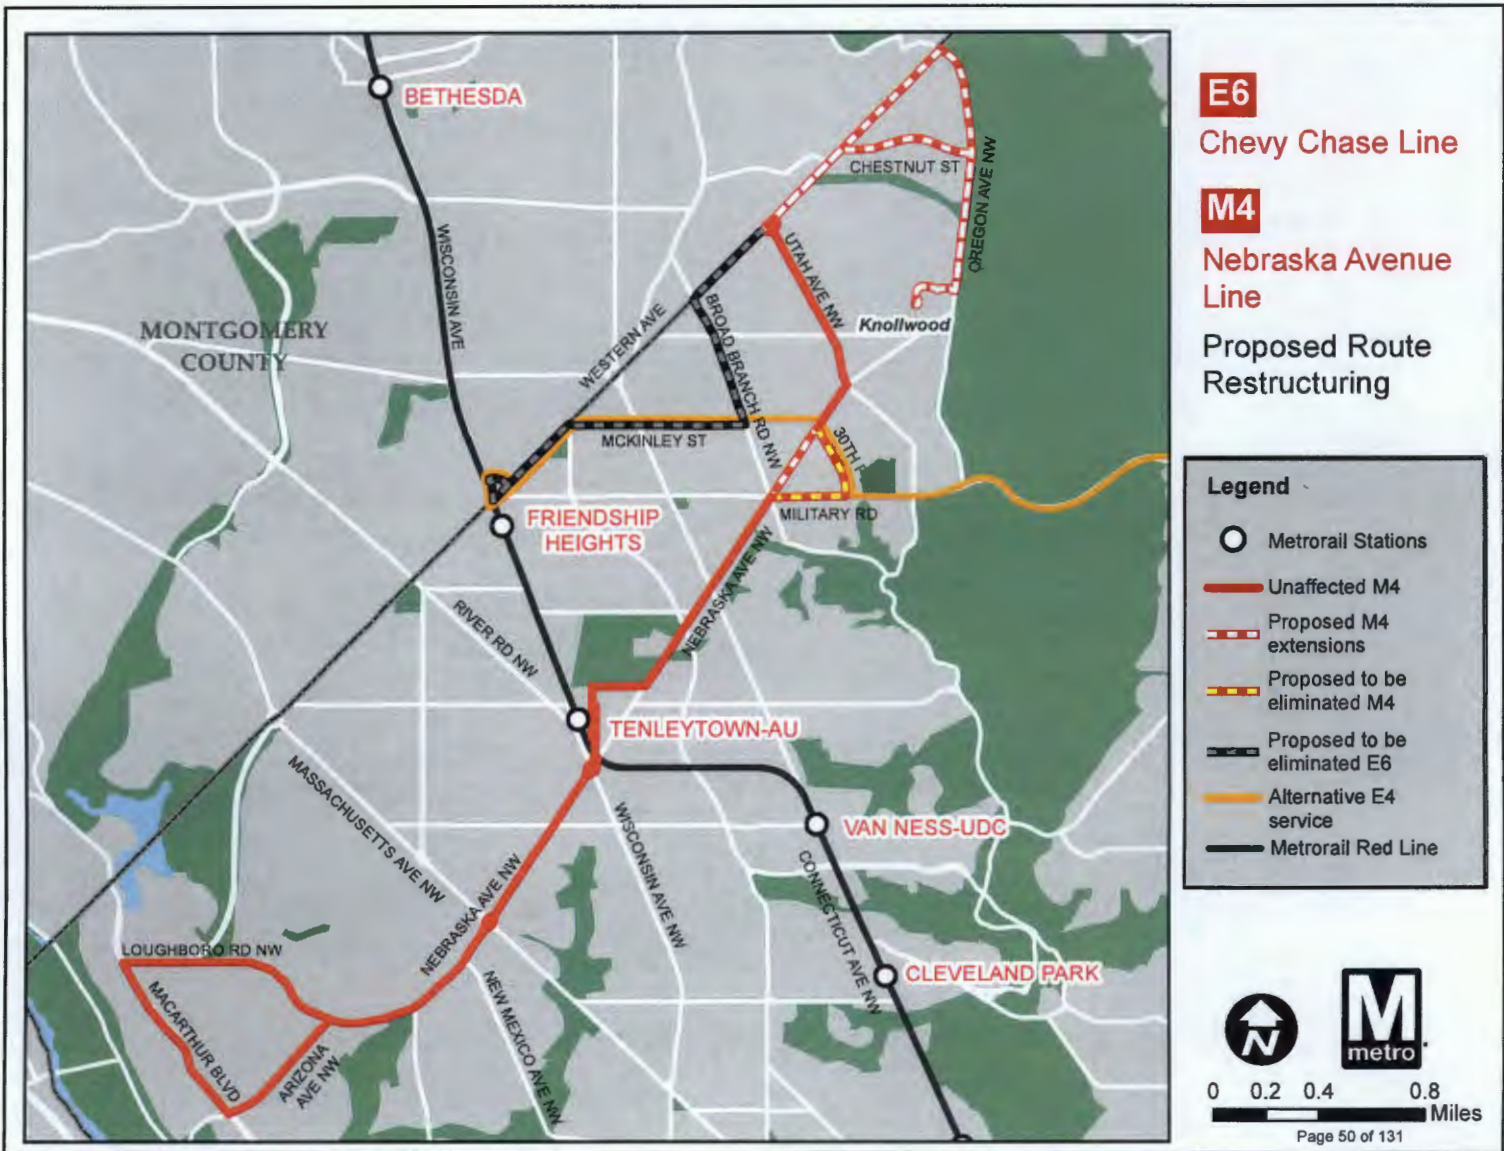 BETHESDA
CHESTNUT ST
OREGON AVE NW
WISCONSIN AVE
UTAH AVE NW
Knollwood
MONTGOMERY
COUNTY
WESTERN AVE
BROAD BRANCH RD NW
MCKINLEY ST
30TH
MILITARY RD
FRIENDSHIP
HEIGHTS
NEBRASKA AVE NW
RIVER RD NW
TENLEYTOWN-AU
MASSACHUSETTS AVE NW
WISCONSIN AVE NW
VAN NESS-UDC
CONNECTICUT AVE NW
NEBRASKA AVE NW
LOUGHBORO RD NW
CLEVELAND PARK
NEW MEXICO AVE NW
MACARTHUR BLVD
ARIZONA
AVE NW
E6
Chevy Chase Line
M4
Nebraska Avenue
Line
Proposed Route
Restructuring
Legend
Metrorail Stations
Unaffected M4
Proposed M4
extensions
Proposed to be
eliminated M4
Proposed to be
eliminated E6
Alternative E4
service
Metrorail Red Line
N
M
metro
0 0.2 0.4 0.8
Miles
Page 50 of 131